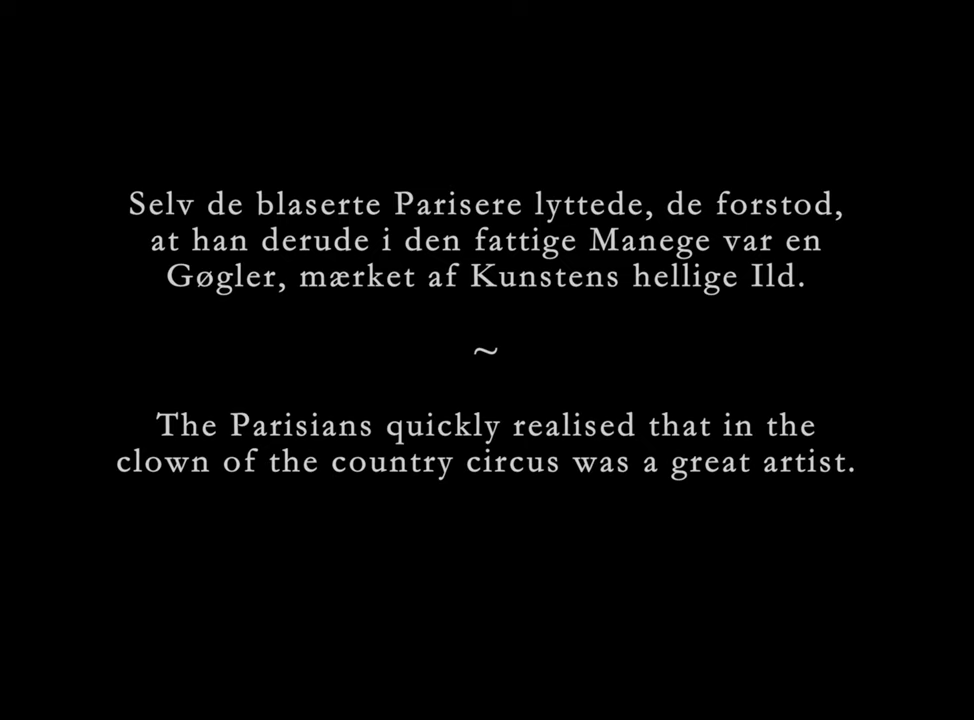 Selv de blaserte Parisere lyttede, de forstod,
at han derude i den fattige Manege var en
Gøgler, mærket af Kunstens hellige Ild.
~
The Parisians quickly realised that in the
clown of the country circus was a great artist.